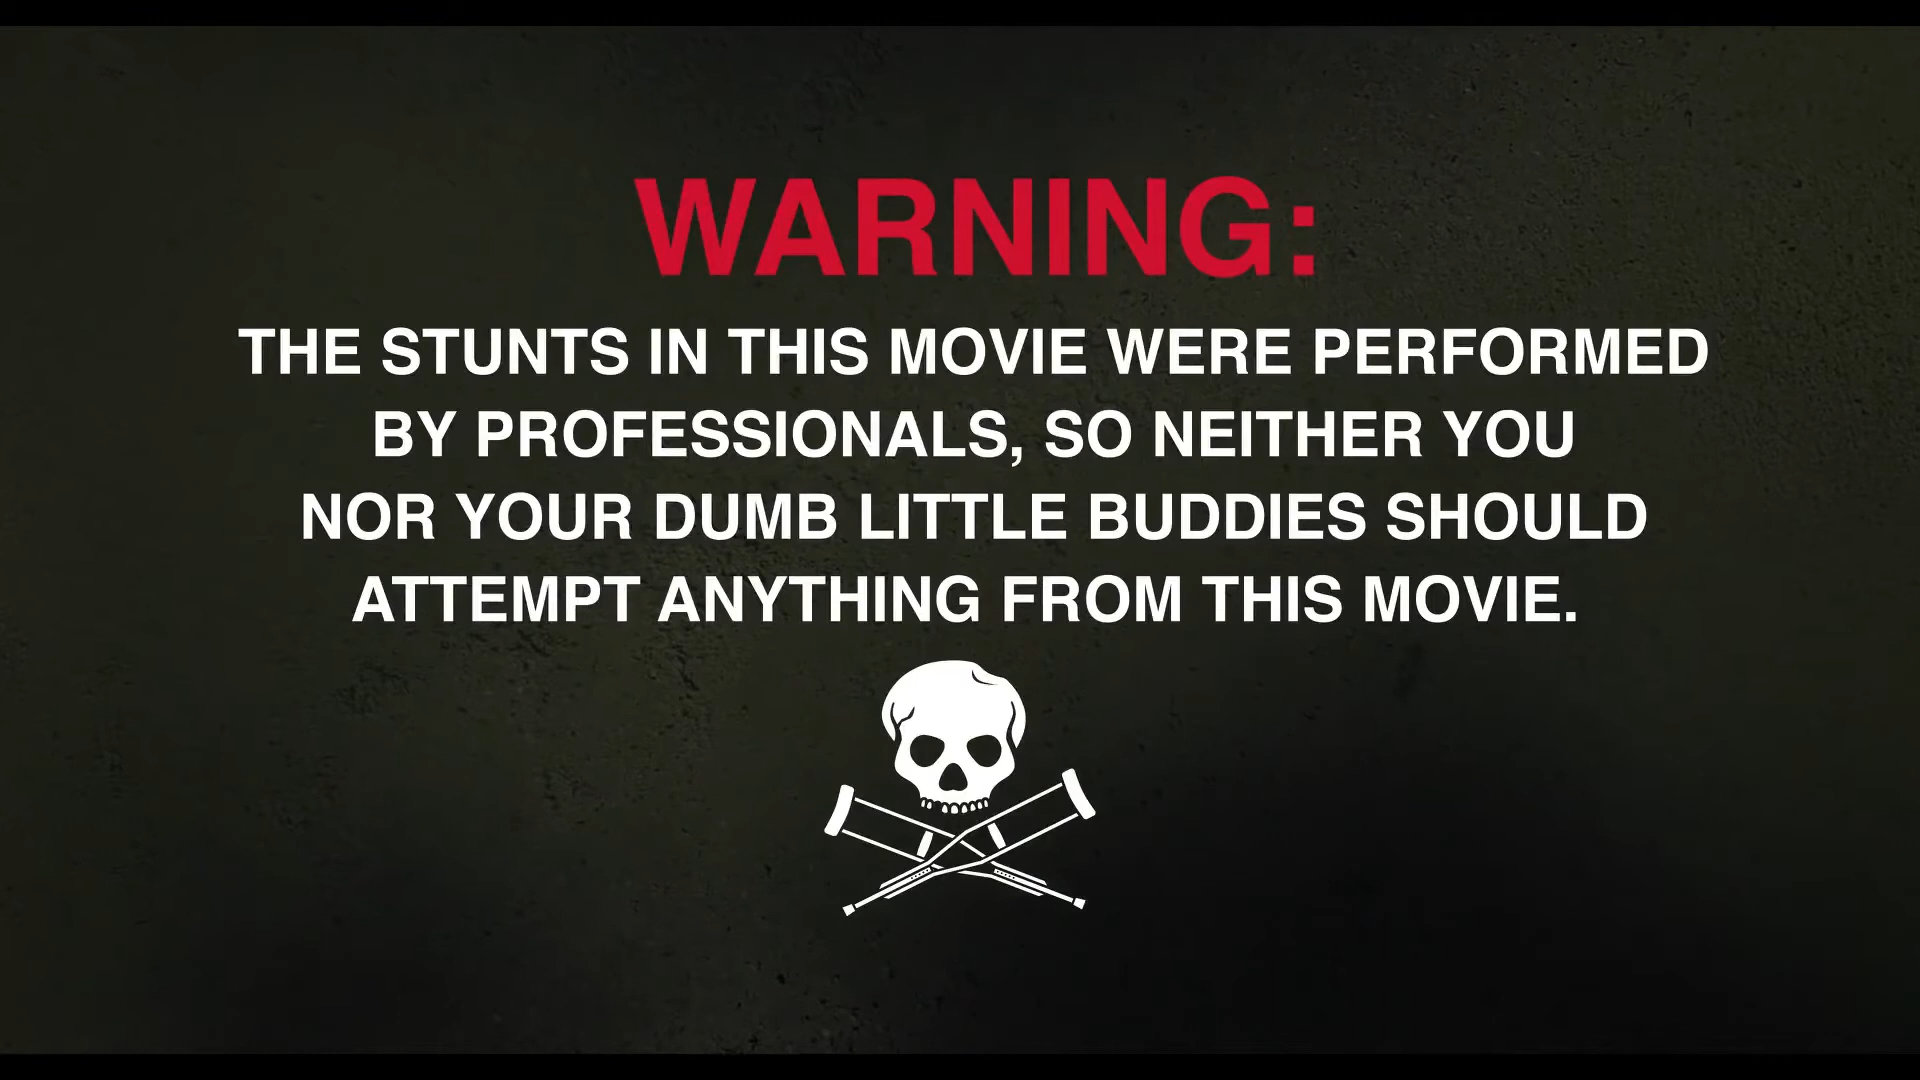 WARNING:
THE STUNTS IN THIS MOVIE WERE PERFORMED
BY PROFESSIONALS, SO NEITHER YOU
NOR YOUR DUMB LITTLE BUDDIES SHOULD
ATTEMPT ANYTHING FROM THIS MOVIE.